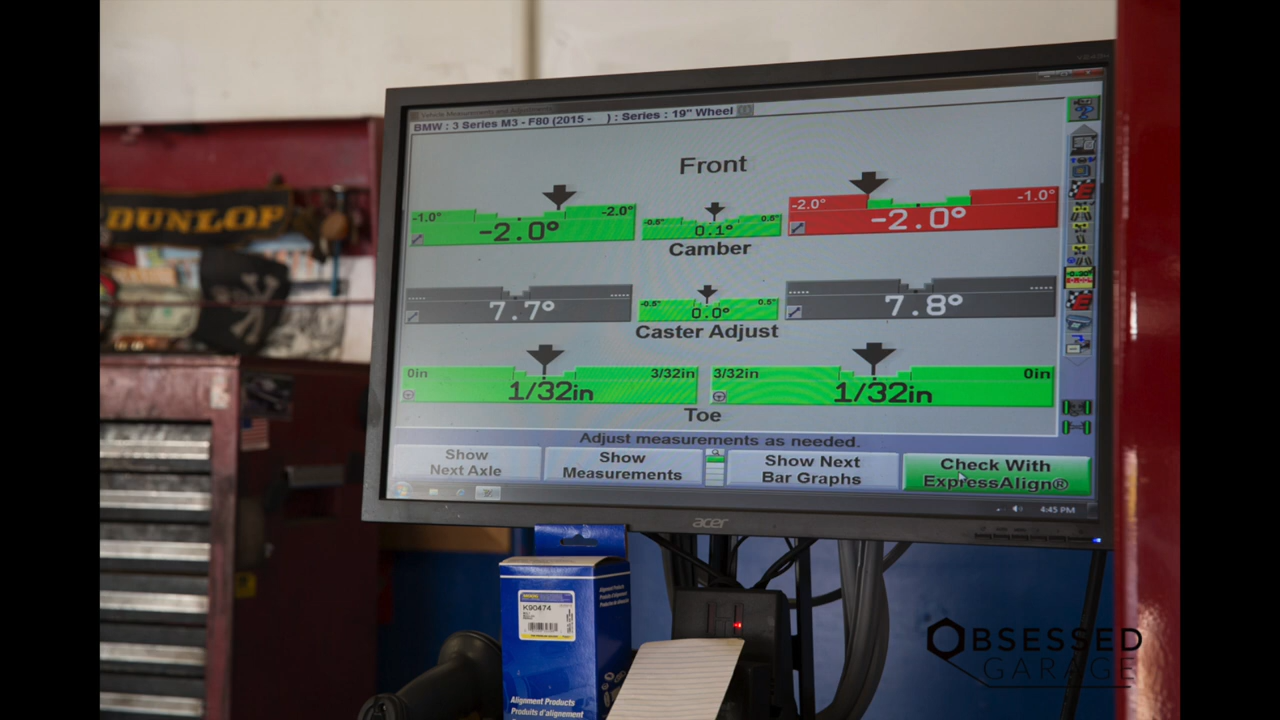 DUNLOP
Vehicle Measurements and Adjustments
BMW : 3 Series M3 - F80 (2015 - ) : Series : 19" Wheel
Front
-1.0° -2.0° -2.0°
-0.5° 0.1° 0.5°
-2.0° -2.0° -1.0°
Camber
7.7°
-0.5° 0.0° 0.5°
7.8°
Caster Adjust
0in 1/32in 3/32in
3/32in 1/32in 0in
Toe
Adjust measurements as needed.
Show
Next Axle
Show
Measurements
Show Next
Bar Graphs
Check With
ExpressAlign®
4:45 PM
acer
K90474
Alignment Products
Produits d'alignement
OBSESSED
GARAGE